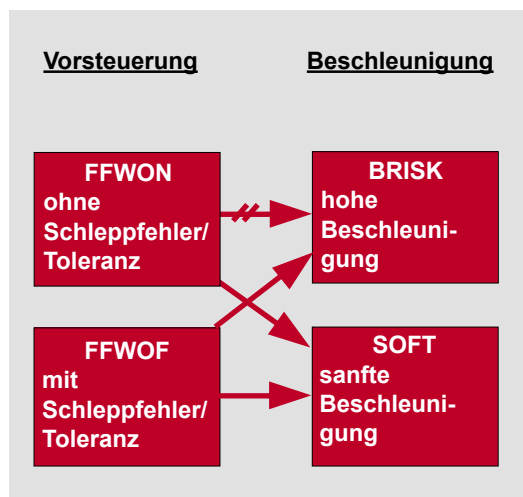 Vorsteuerung
Beschleunigung
FFWON
ohne
Schleppfehler/
Toleranz
BRISK
hohe
Beschleuni-
gung
FFWOF
mit
Schleppfehler/
Toleranz
SOFT
sanfte
Beschleuni-
gung